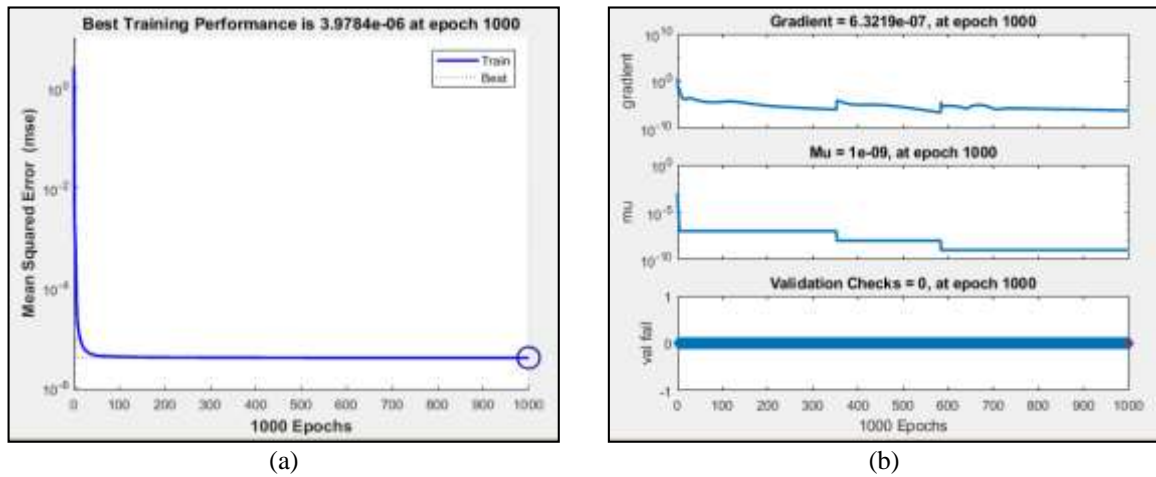 Best Training Performance is 3.9784e-06 at epoch 1000
Train
Best
Mean Squared Error (mse)
10^0
10^-2
10^-4
10^-6
0 100 200 300 400 500 600 700 800 900 1000
1000 Epochs
(a)
Gradient = 6.3219e-07, at epoch 1000
gradient
10^10
10^0
10^-10
Mu = 1e-09, at epoch 1000
mu
10^0
10^-5
10^-10
Validation Checks = 0, at epoch 1000
val fail
1
0
-1
0 100 200 300 400 500 600 700 800 900 1000
1000 Epochs
(b)